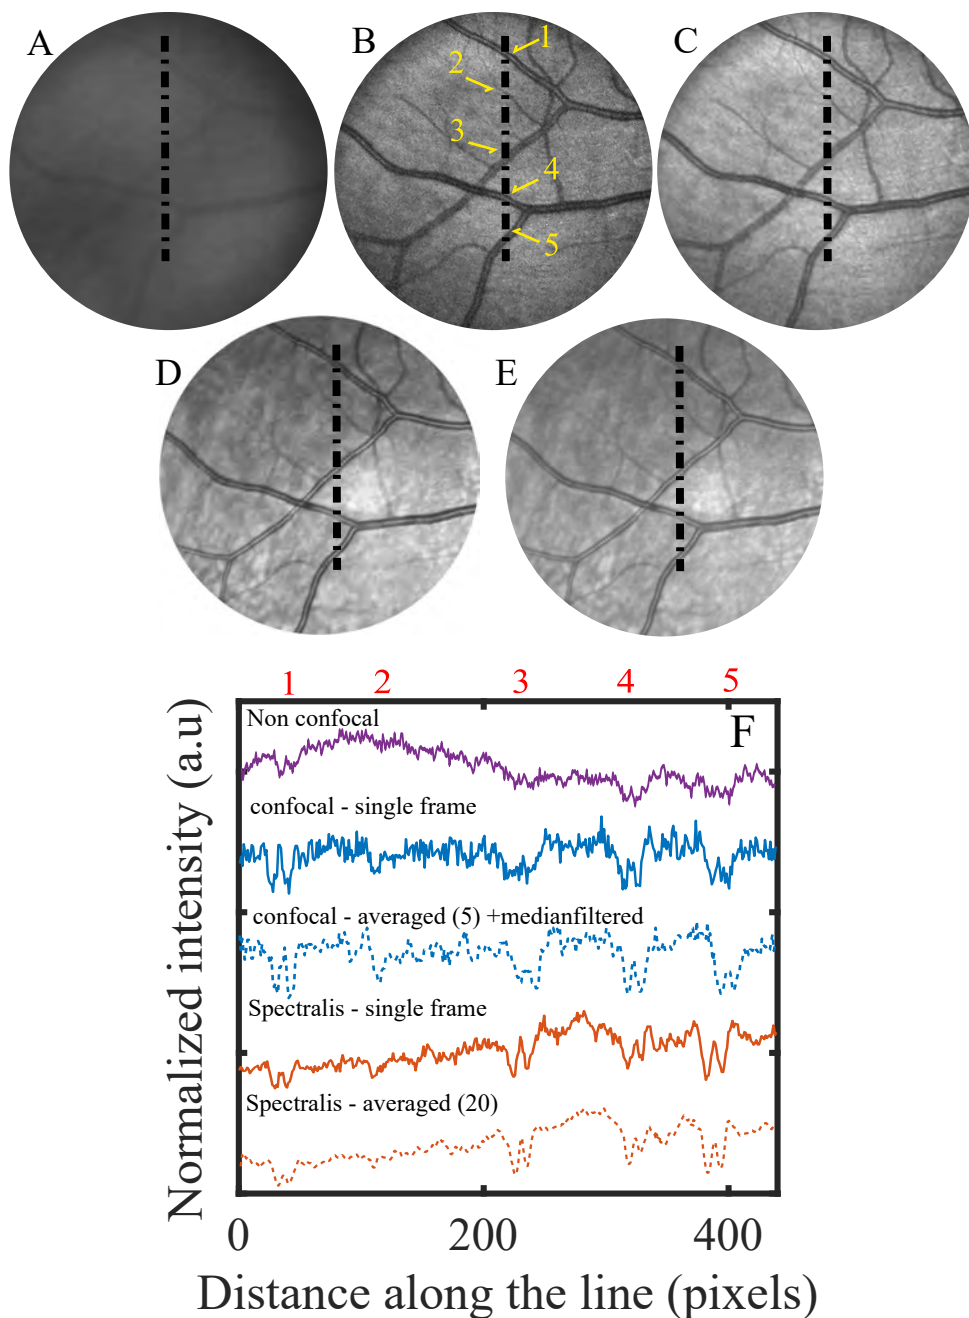 A
B
C
1
2
3
4
5
D
E
1 2 3 4 5
F
Non confocal
confocal - single frame
confocal - averaged (5) +medianfiltered
Spectralis - single frame
Spectralis - averaged (20)
Normalized intensity (a.u)
0 200 400
Distance along the line (pixels)